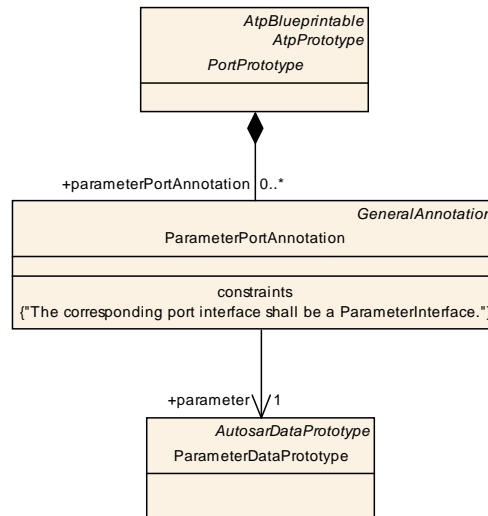 AtpBlueprintable
AtpPrototype
PortPrototype
+parameterPortAnnotation 0..*
GeneralAnnotation
ParameterPortAnnotation
constraints
{"The corresponding port interface shall be a ParameterInterface."}
+parameter 1
AutosarDataPrototype
ParameterDataPrototype